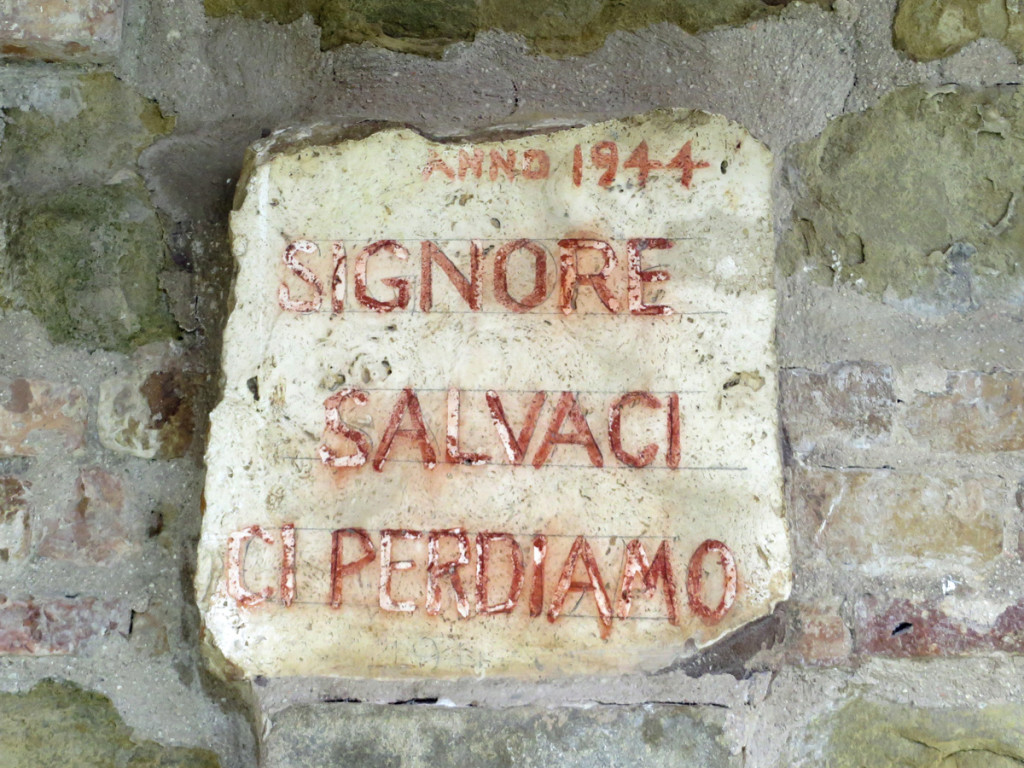 ANNO 1944
SIGNORE
SALVACI
CI PERDIAMO